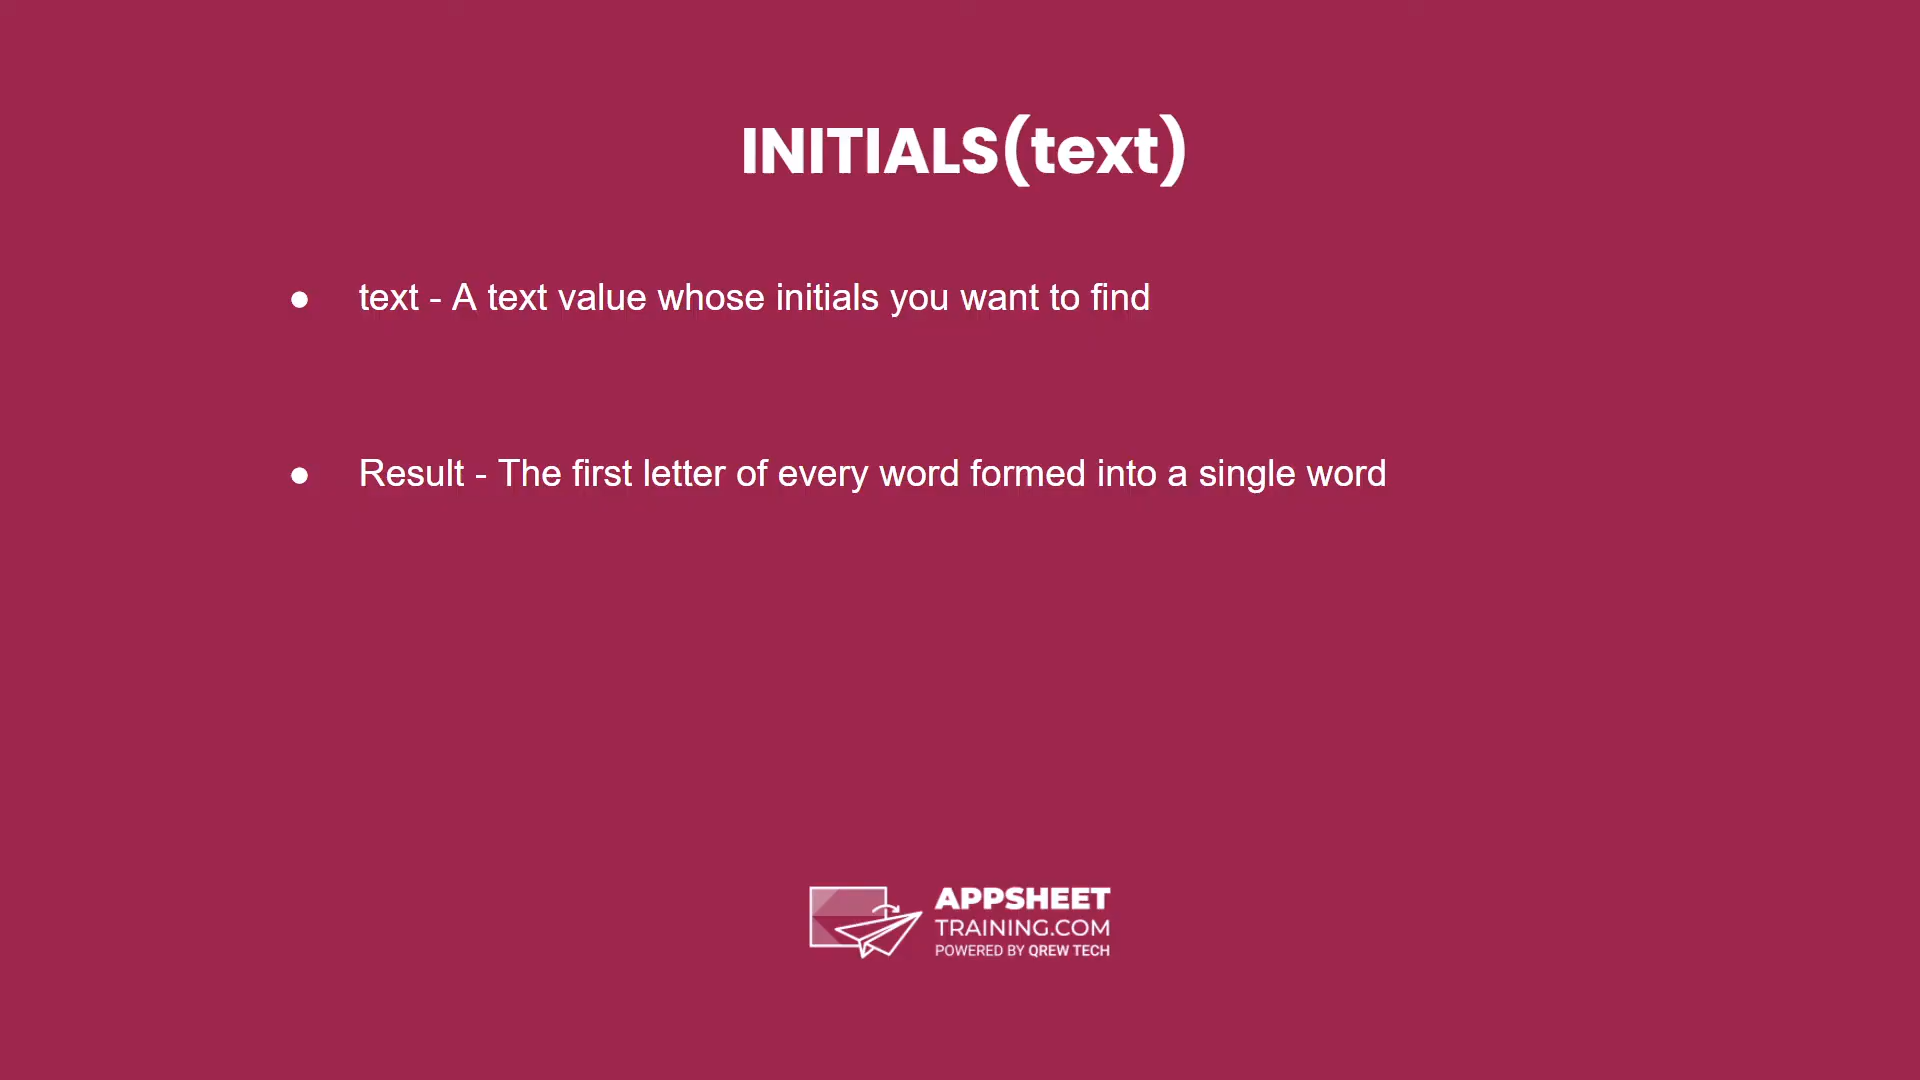 INITIALS(text)
● text - A text value whose initials you want to find
● Result - The first letter of every word formed into a single word
APPSHEET
TRAINING.COM
POWERED BY QREW TECH